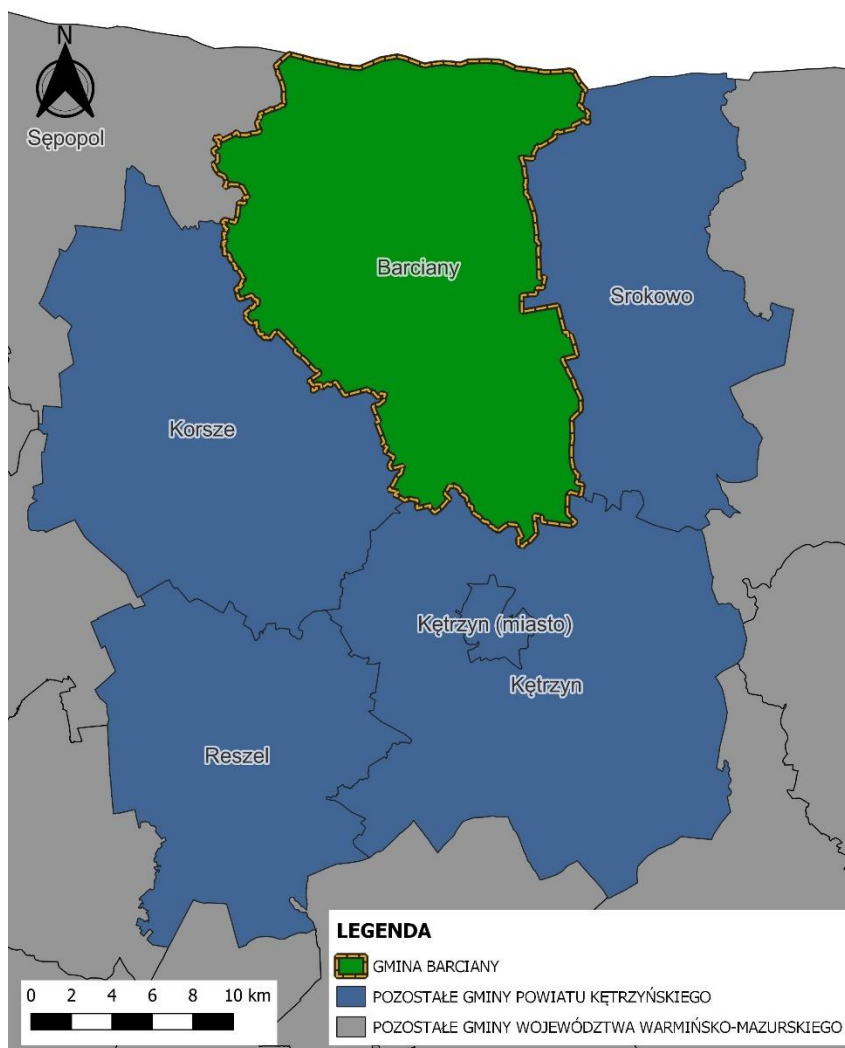 N
Sępopol
Barciany
Srokowo
Korsze
Kętrzyn (miasto)
Kętrzyn
Reszel
LEGENDA
GMINA BARCIANY
POZOSTAŁE GMINY POWIATU KĘTRZYŃSKIEGO
POZOSTAŁE GMINY WOJEWÓDZTWA WARMIŃSKO-MAZURSKIEGO
0 2 4 6 8 10 km